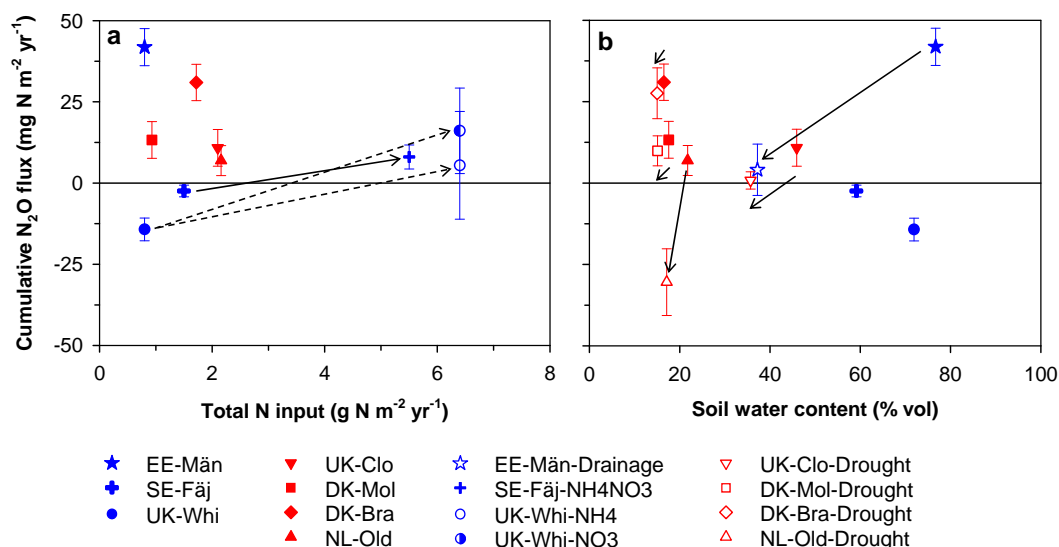 a
b
Cumulative N₂O flux (mg N m⁻² yr⁻¹)
50
25
0
-25
-50
0 2 4 6 8
0 20 40 60 80 100
Total N input (g N m⁻² yr⁻¹)
Soil water content (% vol)
EE-Män UK-Clo EE-Män-Drainage UK-Clo-Drought
SE-Fäj DK-Mol SE-Fäj-NH4NO3 DK-Mol-Drought
UK-Whi DK-Bra UK-Whi-NH4 DK-Bra-Drought
NL-Old UK-Whi-NO3 NL-Old-Drought